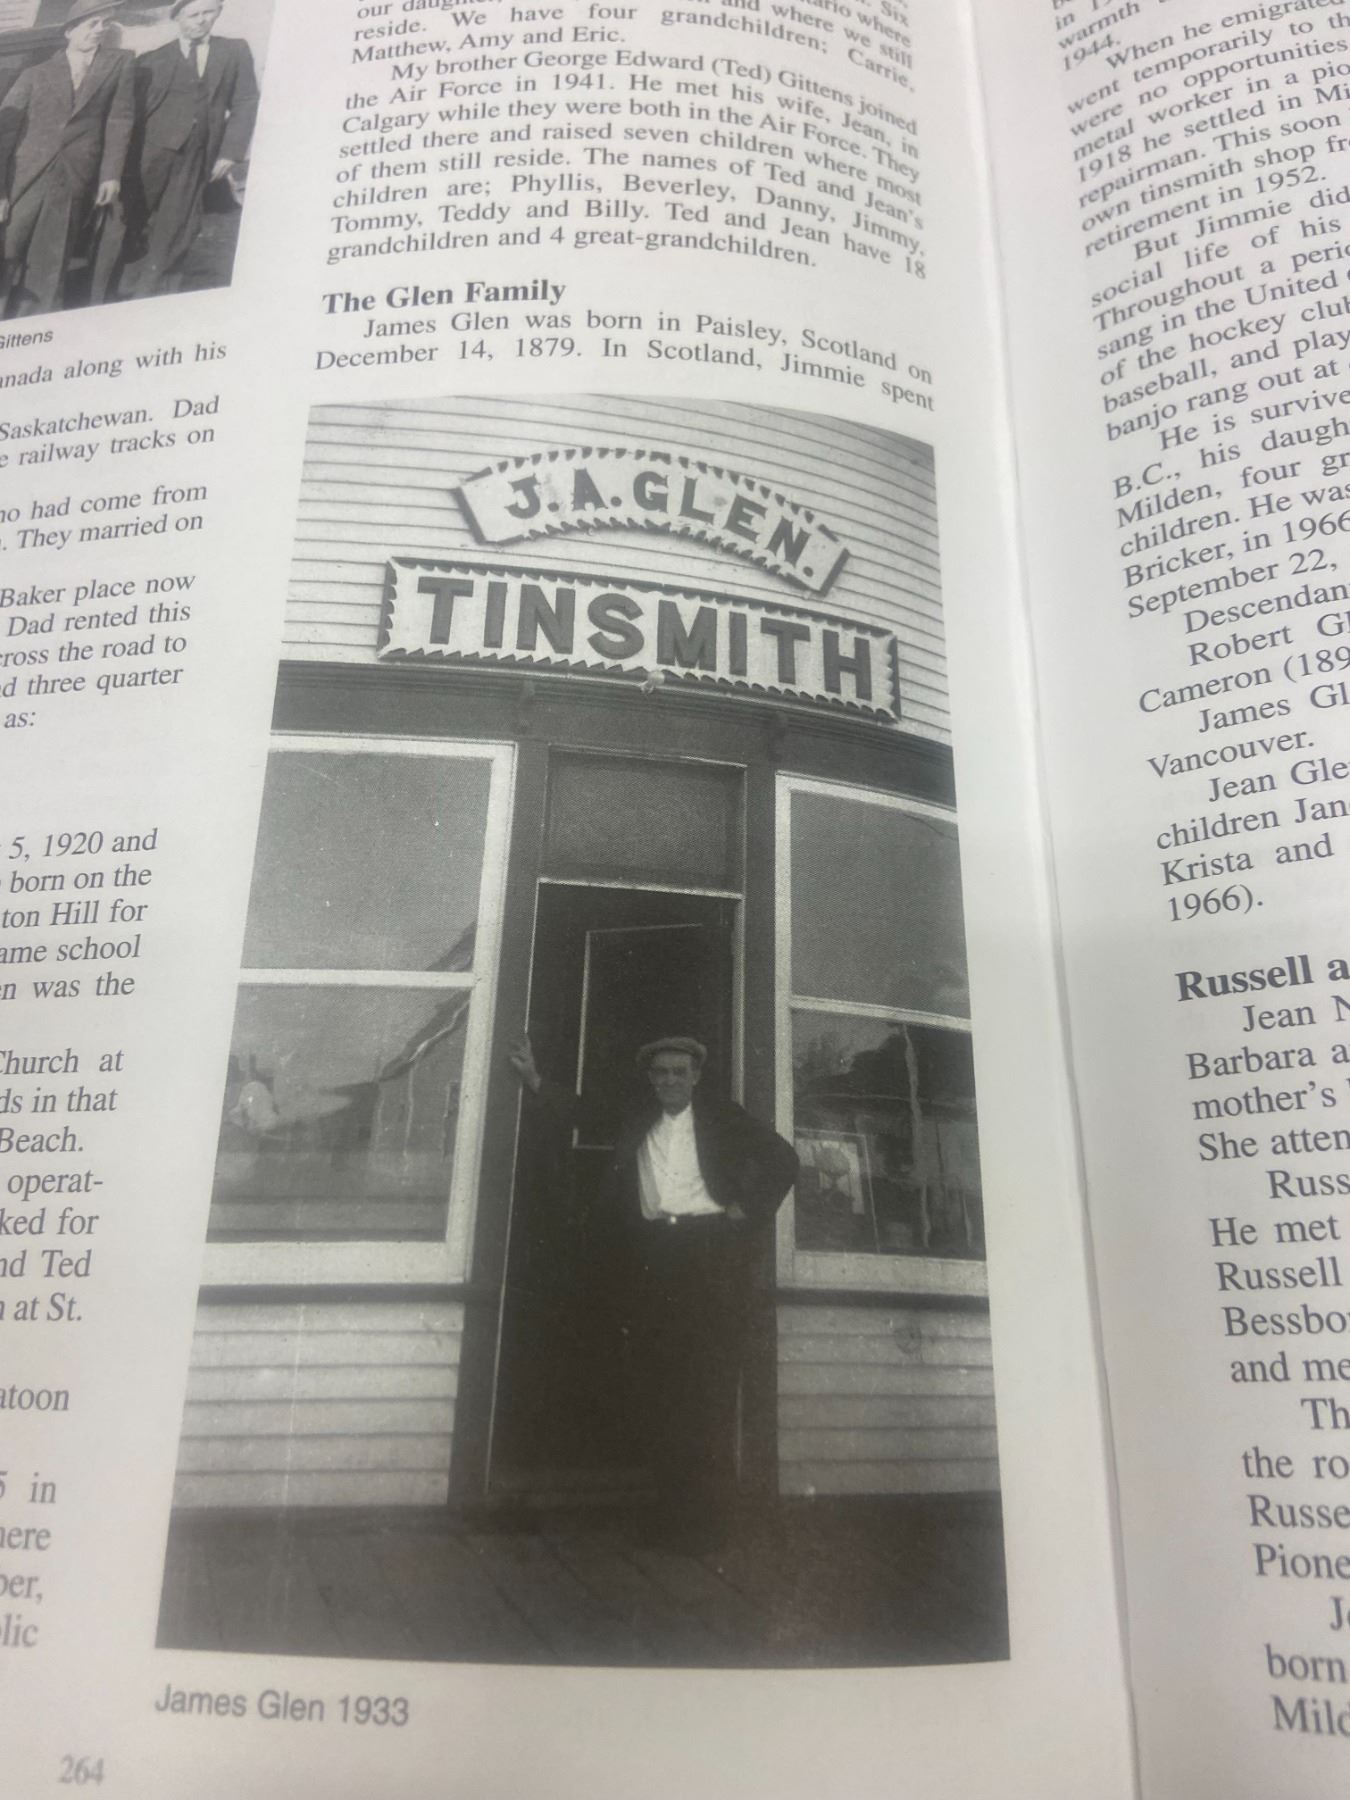 Gittens
anada along with his
Saskatchewan. Dad
e railway tracks on
ho had come from
. They married on
Baker place now
Dad rented this
cross the road to
d three quarter
as:
5, 1920 and
born on the
ton Hill for
ame school
n was the
Church at
ds in that
Beach.
operat-
ked for
nd Ted
at St.
atoon
5 in
here
ber,
lic
our
and where we still
reside. We have four grandchildren; Carrie,
Matthew, Amy and Eric.
My brother George Edward (Ted) Gittens joined
the Air Force in 1941. He met his wife, Jean, in
Calgary while they were both in the Air Force. They
settled there and raised seven children where most
of them still reside. The names of Ted and Jean's
children are; Phyllis, Beverley, Danny, Jimmy,
Tommy, Teddy and Billy. Ted and Jean have 18
grandchildren and 4 great-grandchildren.
The Glen Family
James Glen was born in Paisley, Scotland on
December 14, 1879. In Scotland, Jimmie spent
J.A.GLEN.
TINSMITH
James Glen 1933
264
in
warmth
1944.
When he emigrated
went temporarily to th
were no opportunities
metal worker in a pio
1918 he settled in Mi
repairman. This soon
own tinsmith shop fr
retirement in 1952.
But Jimmie did
social life of his
Throughout a perio
sang in the United
of the hockey club
baseball, and play
banjo rang out at
He is survive
B.C., his daugh
Milden, four gr
children. He was
Bricker, in 1966
September 22,
Descendan
Robert Gl
Cameron (189
James Gl
Vancouver.
Jean Gle
children Jan
Krista and
1966).
Russell a
Jean N
Barbara a
mother's
She atten
Russ
He met
Russell
Bessbo
and me
Th
the ro
Russe
Pione
J
born
Mild